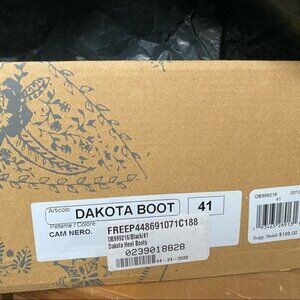 Articolo
DAKOTA BOOT
41
Pellame / Colore
CAM NERO.
FREEP448691071C188
OB999216/Black/41
Dakota Heel Boots
0239018828
04-24-2020
OB999216
41
Sugg. Retail $188.00